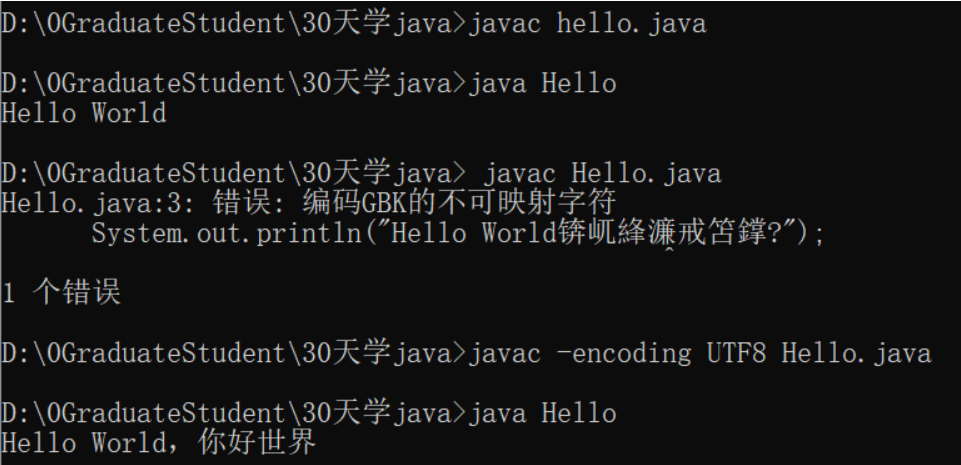 D:\0GraduateStudent\30天学java>javac hello.java
D:\0GraduateStudent\30天学java>java Hello
Hello World
D:\0GraduateStudent\30天学java> javac Hello.java
Hello.java:3: 错误: 编码GBK的不可映射字符
System.out.println("Hello World锛屼綘濂戒笘鐣?");
^
1 个错误
D:\0GraduateStudent\30天学java>javac -encoding UTF8 Hello.java
D:\0GraduateStudent\30天学java>java Hello
Hello World，你好世界